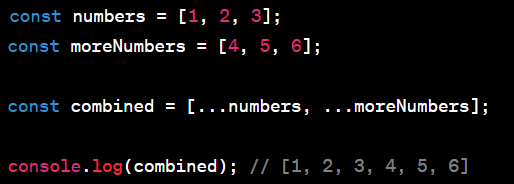 const numbers = [1, 2, 3];
const moreNumbers = [4, 5, 6];
const combined = [...numbers, ...moreNumbers];
console.log(combined); // [1, 2, 3, 4, 5, 6]